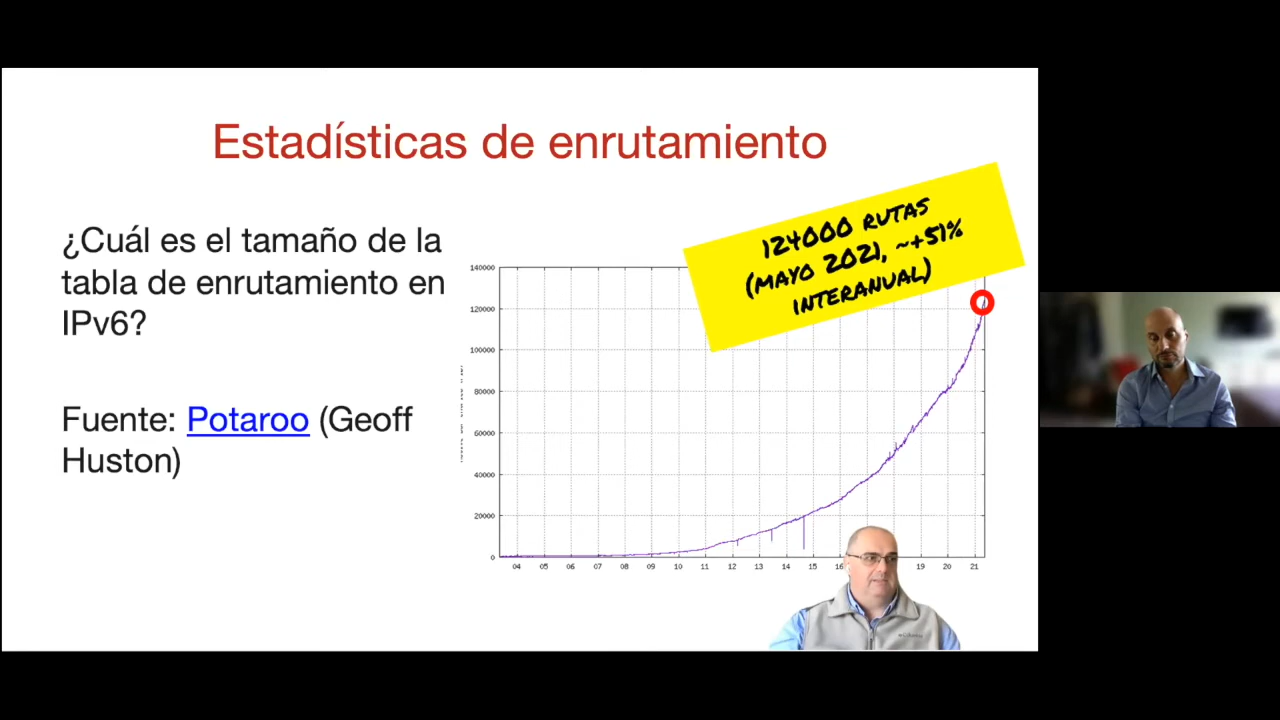 Estadísticas de enrutamiento
¿Cuál es el tamaño de la
tabla de enrutamiento en
IPv6?
Fuente: Potaroo (Geoff
Huston)
124000 RUTAS
(MAYO 2021, ~+51%
INTERANUAL)
140000
120000
100000
80000
60000
40000
20000
0
04 05 06 07 08 09 10 11 12 13 14 15 16 19 20 21